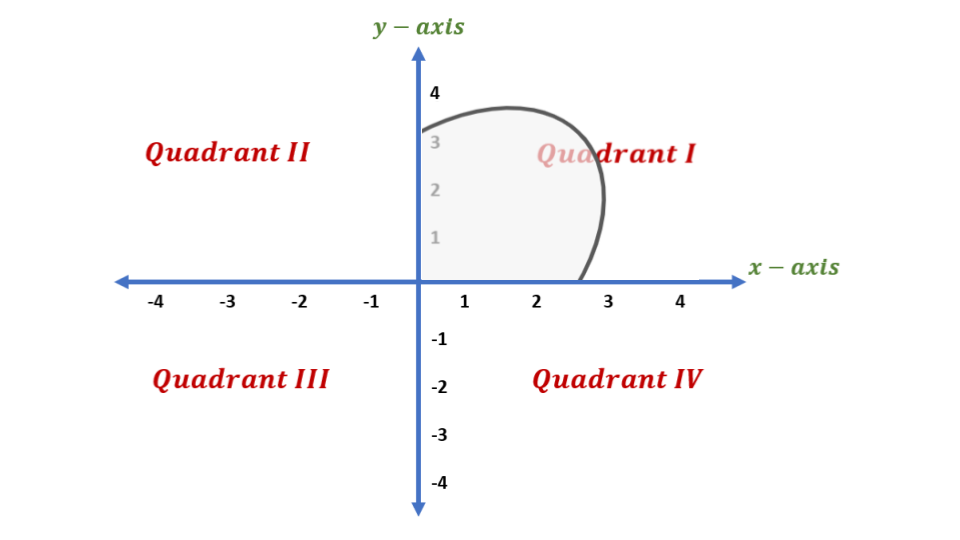 y – axis
4
Quadrant II
3
Quadrant I
2
1
x – axis
-4 -3 -2 -1 1 2 3 4
-1
Quadrant III
-2
Quadrant IV
-3
-4